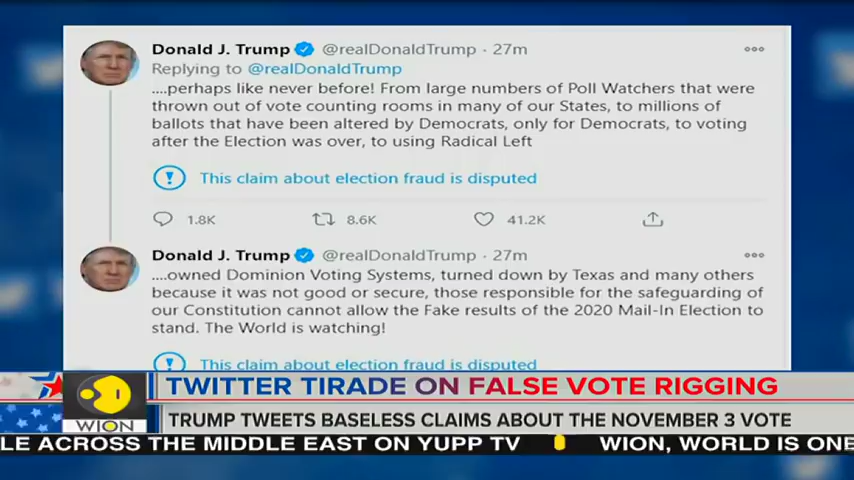 Donald J. Trump @realDonaldTrump · 27m
Replying to @realDonaldTrump
....perhaps like never before! From large numbers of Poll Watchers that were
thrown out of vote counting rooms in many of our States, to millions of
ballots that have been altered by Democrats, only for Democrats, to voting
after the Election was over, to using Radical Left
This claim about election fraud is disputed
1.8K 8.6K 41.2K
Donald J. Trump @realDonaldTrump · 27m
....owned Dominion Voting Systems, turned down by Texas and many others
because it was not good or secure, those responsible for the safeguarding of
our Constitution cannot allow the Fake results of the 2020 Mail-In Election to
stand. The World is watching!
This claim about election fraud is disputed
TWITTER TIRADE ON FALSE VOTE RIGGING
WION
TRUMP TWEETS BASELESS CLAIMS ABOUT THE NOVEMBER 3 VOTE
LE ACROSS THE MIDDLE EAST ON YUPP TV WION, WORLD IS ONE